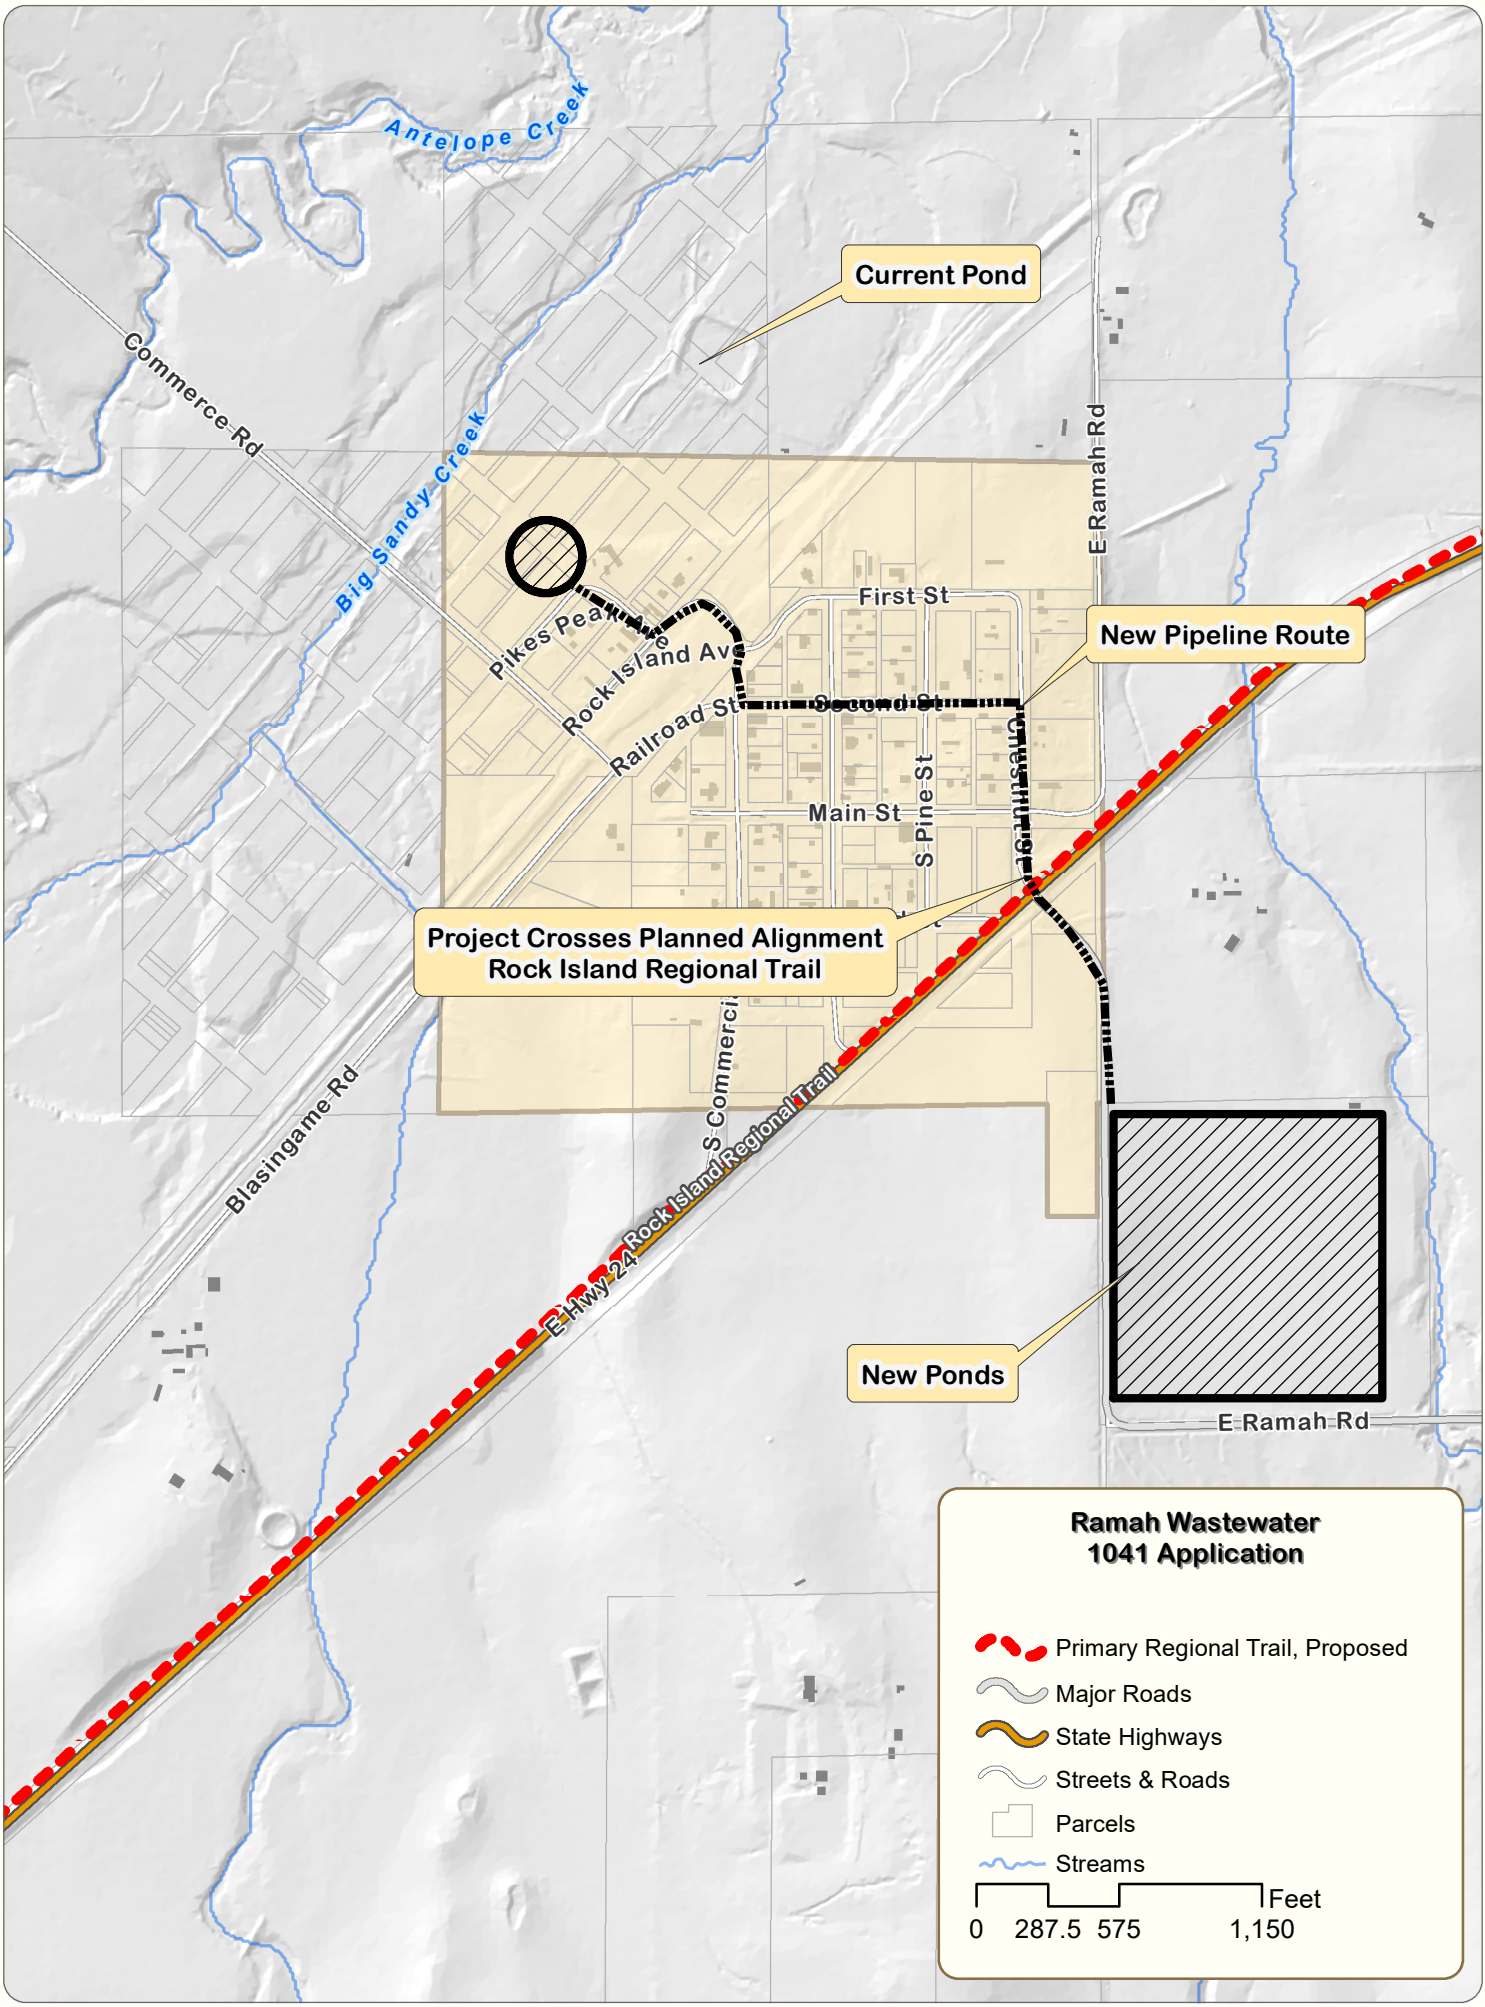 Antelope Creek
Current Pond
Commerce Rd
Big Sandy Creek
E Ramah Rd
First St
New Pipeline Route
Pikes Peak Ave
Rock Island Ave
Railroad St
Second St
Chestnut St
S Pine St
Main St
Project Crosses Planned Alignment
Rock Island Regional Trail
S Commerci
Blasingame Rd
Rock Island Regional Trail
E Hwy 24
New Ponds
E Ramah Rd
Ramah Wastewater
1041 Application
Primary Regional Trail, Proposed
Major Roads
State Highways
Streets & Roads
Parcels
Streams
Feet
0 287.5 575 1,150